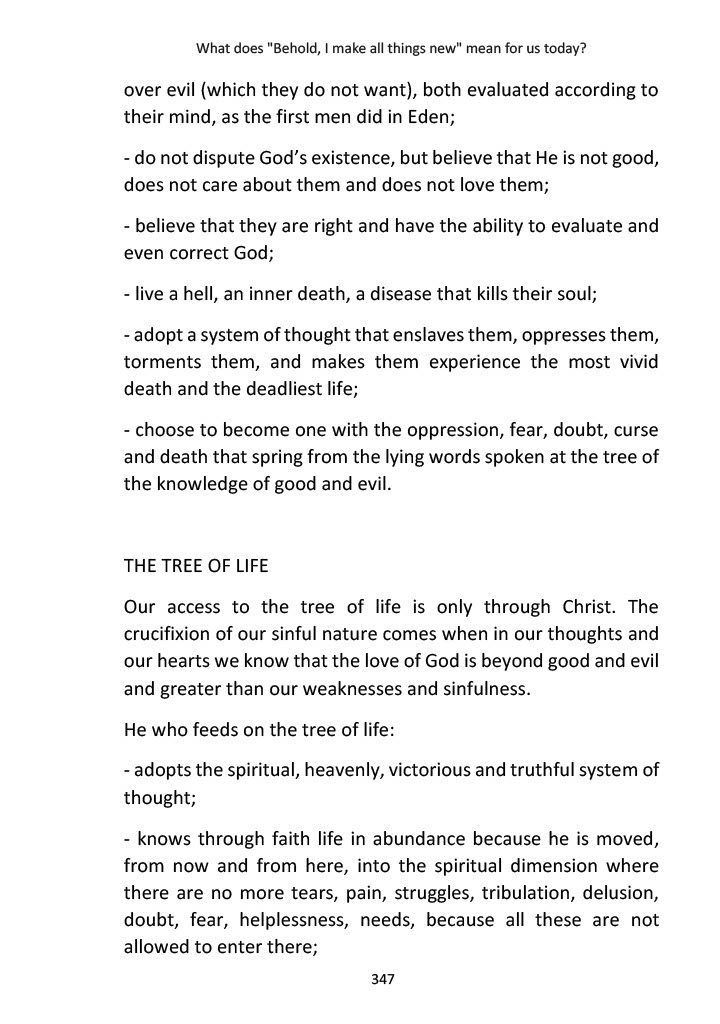 What does "Behold, I make all things new" mean for us today?
over evil (which they do not want), both evaluated according to
their mind, as the first men did in Eden;
- do not dispute God’s existence, but believe that He is not good,
does not care about them and does not love them;
- believe that they are right and have the ability to evaluate and
even correct God;
- live a hell, an inner death, a disease that kills their soul;
- adopt a system of thought that enslaves them, oppresses them,
torments them, and makes them experience the most vivid
death and the deadliest life;
- choose to become one with the oppression, fear, doubt, curse
and death that spring from the lying words spoken at the tree of
the knowledge of good and evil.
THE TREE OF LIFE
Our access to the tree of life is only through Christ. The
crucifixion of our sinful nature comes when in our thoughts and
our hearts we know that the love of God is beyond good and evil
and greater than our weaknesses and sinfulness.
He who feeds on the tree of life:
- adopts the spiritual, heavenly, victorious and truthful system of
thought;
- knows through faith life in abundance because he is moved,
from now and from here, into the spiritual dimension where
there are no more tears, pain, struggles, tribulation, delusion,
doubt, fear, helplessness, needs, because all these are not
allowed to enter there;
347